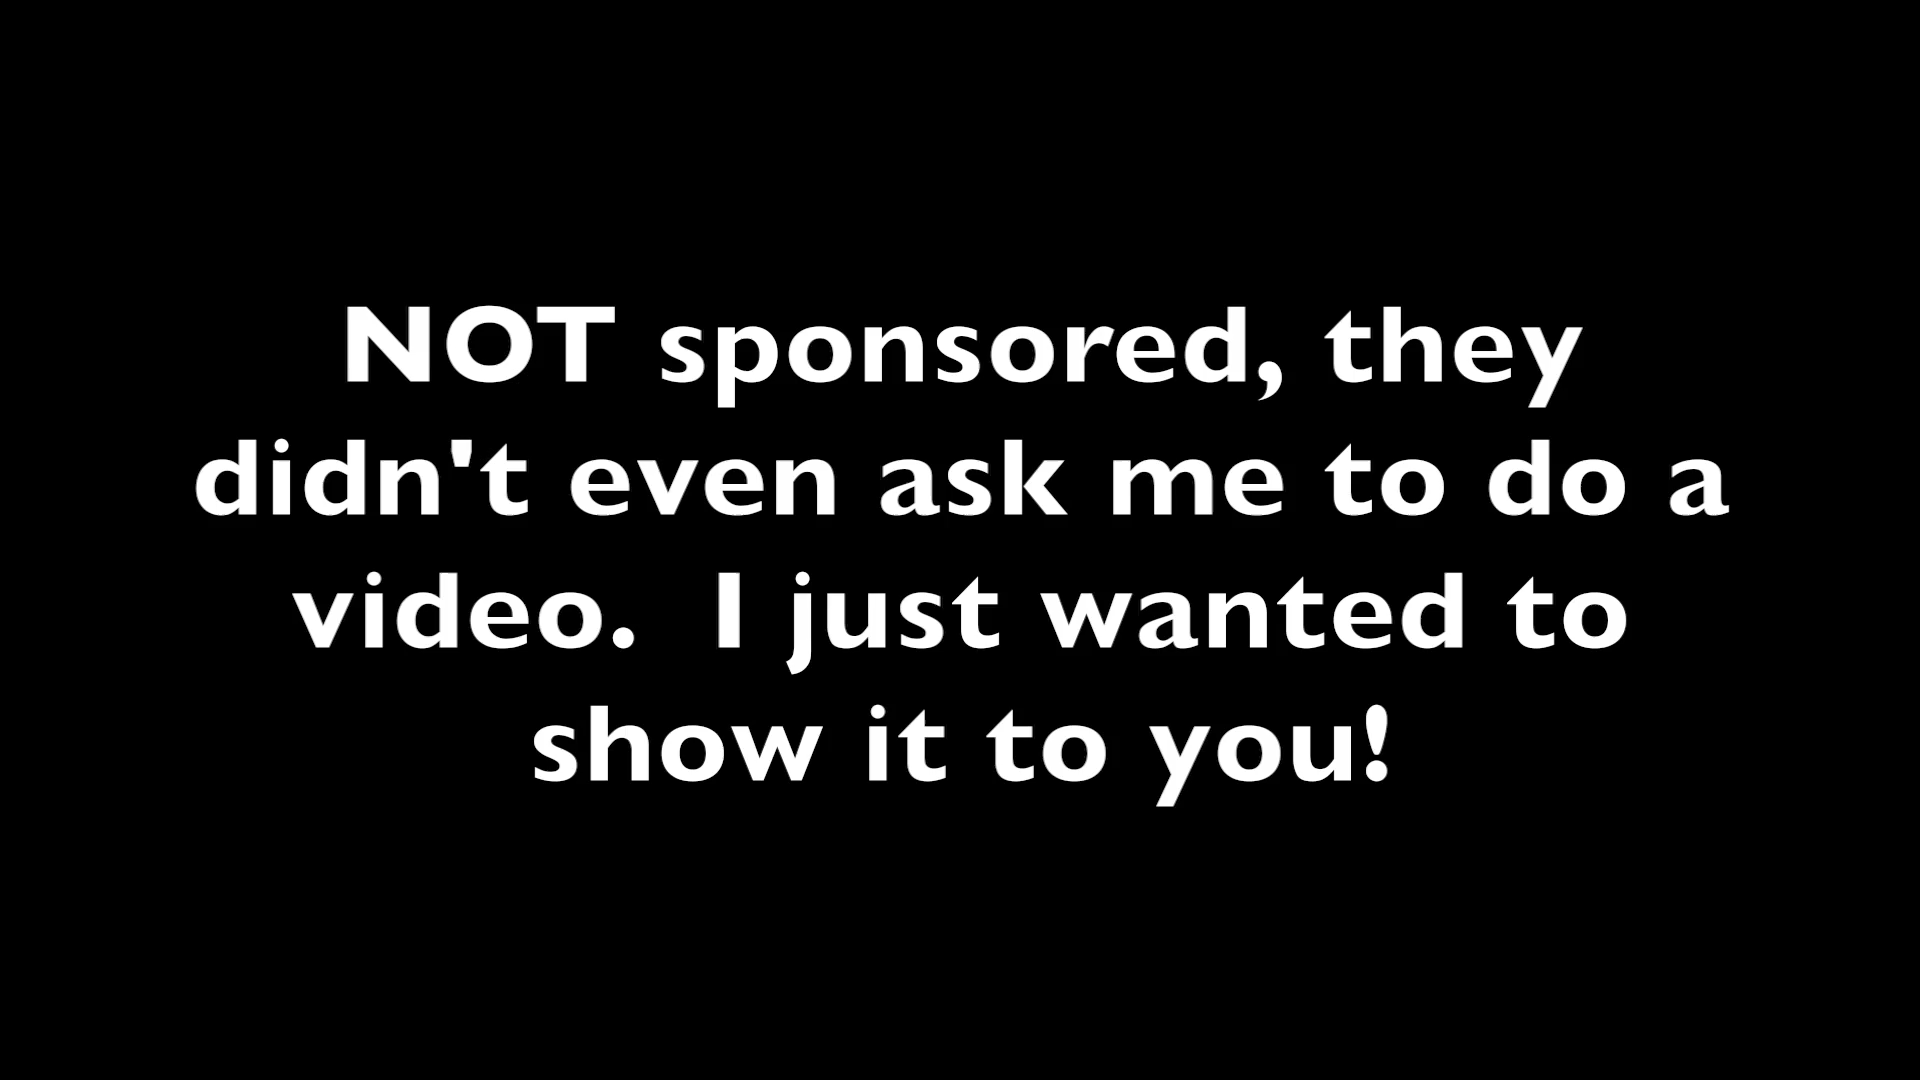 NOT sponsored, they
didn't even ask me to do a
video.  I just wanted to
show it to you!